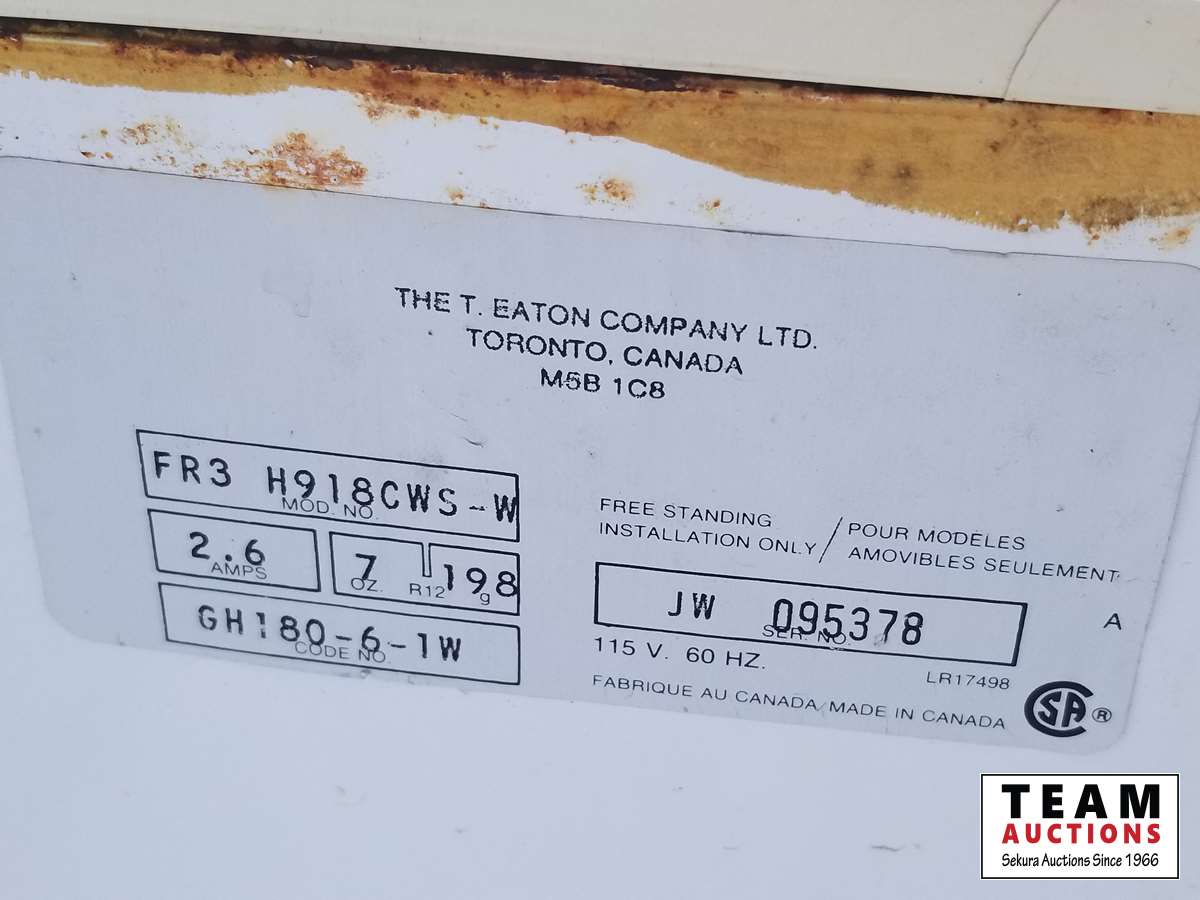 THE T. EATON COMPANY LTD.
TORONTO, CANADA
M5B 1C8
FR3 H918CWS-W
MOD. NO.
2.6
AMPS
7
OZ.
R12
198
g
GH180-6-1W
CODE NO.
FREE STANDING
INSTALLATION ONLY
/
POUR MODÈLES
AMOVIBLES SEULEMENT
JW 095378
SER. NO.
A
115 V. 60 HZ.
LR17498
FABRIQUE AU CANADA/MADE IN CANADA
CSA ®
TEAM
AUCTIONS
Sekura Auctions Since 1966